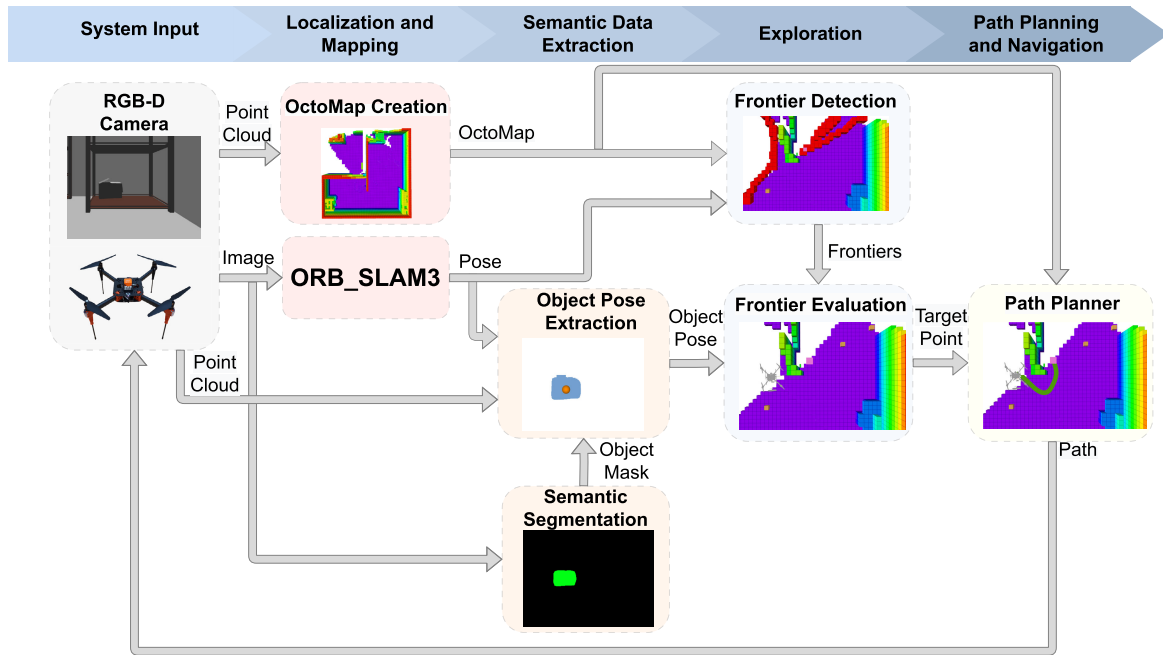 System Input
Localization and
Mapping
Semantic Data
Extraction
Exploration
Path Planning
and Navigation
RGB-D
Camera
Point
Cloud
OctoMap Creation
OctoMap
Frontier Detection
Image
ORB_SLAM3
Pose
Frontiers
Object Pose
Extraction
Object
Pose
Frontier Evaluation
Target
Point
Path Planner
Point
Cloud
Object
Mask
Path
Semantic
Segmentation